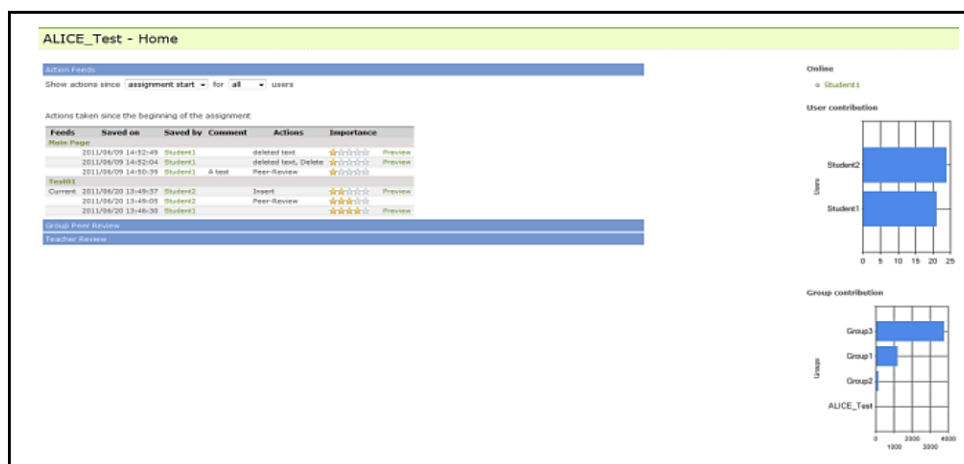 ALICE_Test - Home
Action Feeds
Show actions since assignment start for all users
Actions taken since the beginning of the assignment
Feeds Saved on Saved by Comment Actions Importance
Main Page
2011/06/09 14:52:49 Student1 deleted text Preview
2011/06/09 14:52:04 Student1 deleted text, Delete Preview
2011/06/09 14:50:39 Student1 A test Peer-Review Preview
Test01
Current 2011/06/20 13:49:37 Student2 Insert Preview
2011/06/20 13:49:05 Student2 Peer-Review
2011/06/20 13:46:30 Student1 Preview
Group Peer Review
Teacher Review
Online
Student1
User contribution
Student2
Users
Student1
0 5 10 15 20 25
Group contribution
Group3
Group1
Groups
Group2
ALICE_Test
0 2000 4000
1000 3000